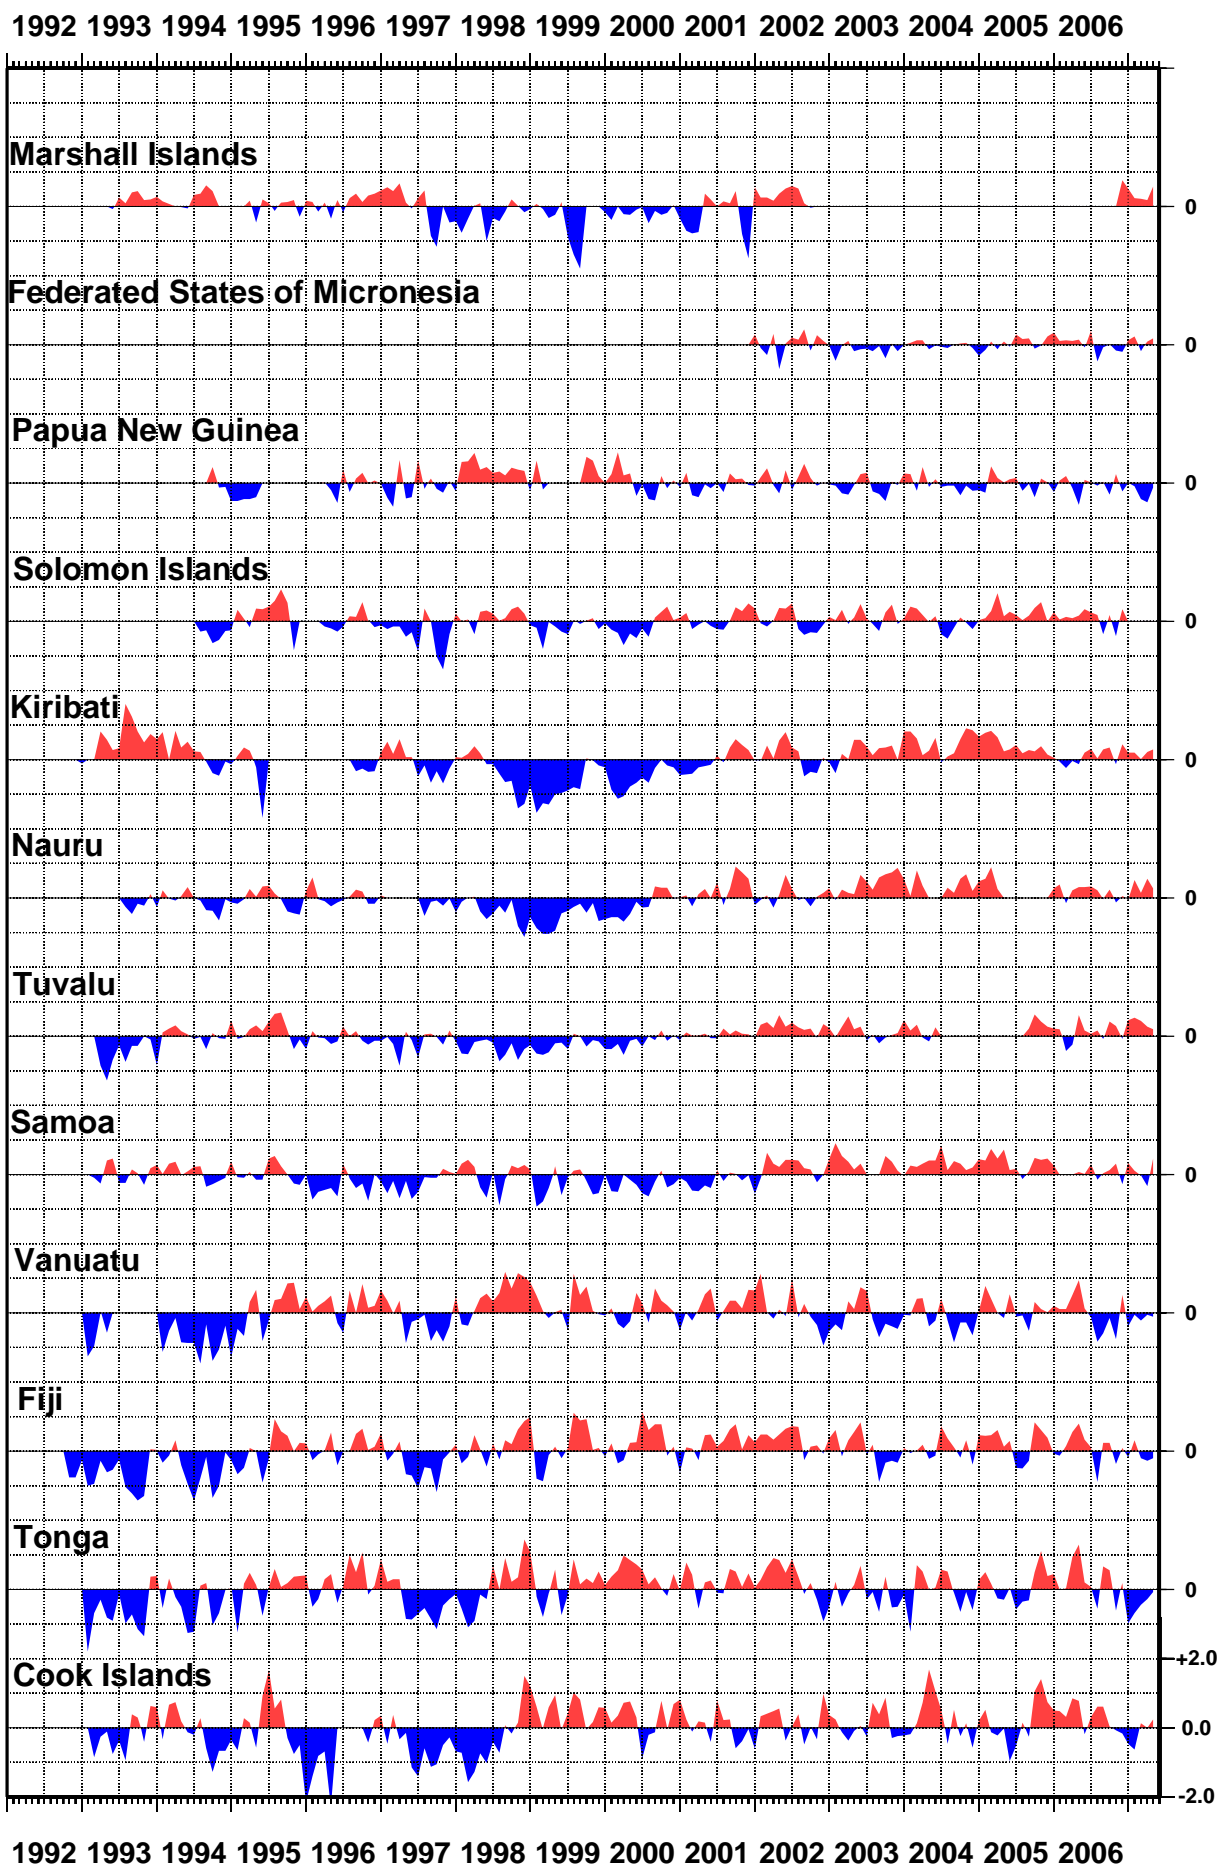 1992 1993 1994 1995 1996 1997 1998 1999 2000 2001 2002 2003 2004 2005 2006
Marshall Islands
0
Federated States of Micronesia
0
Papua New Guinea
0
Solomon Islands
0
Kiribati
0
Nauru
0
Tuvalu
0
Samoa
0
Vanuatu
0
Fiji
0
Tonga
0
+2.0
Cook Islands
0.0
-2.0
1992 1993 1994 1995 1996 1997 1998 1999 2000 2001 2002 2003 2004 2005 2006